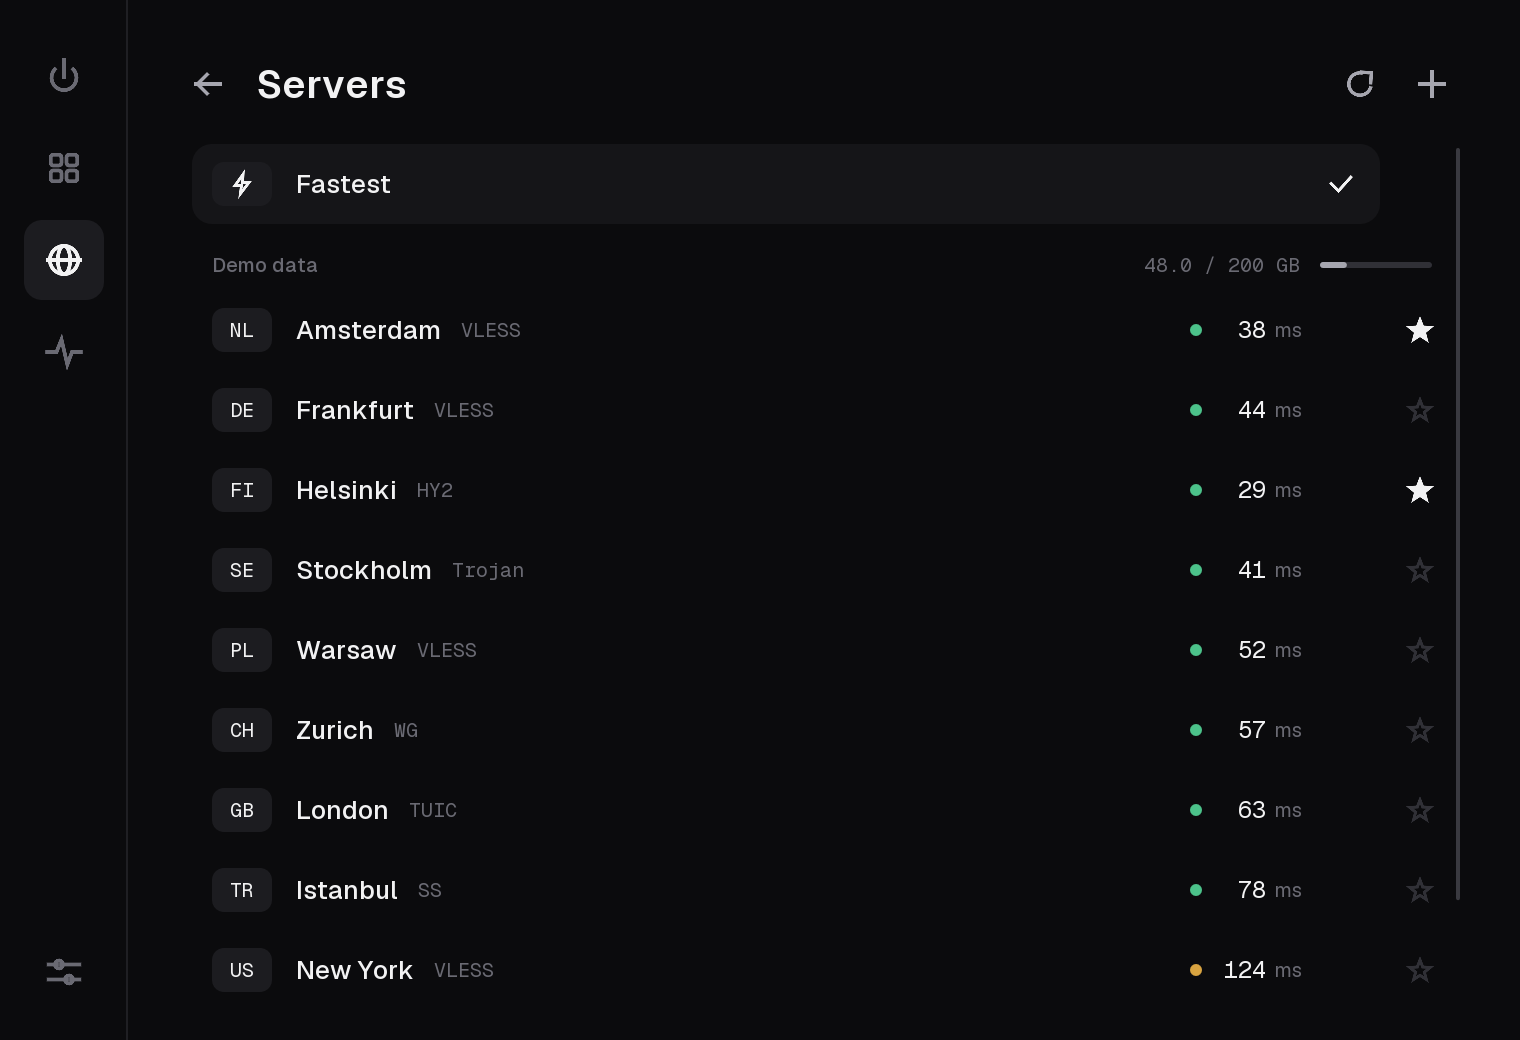 Servers
Fastest
Demo data 48.0 / 200 GB
NL Amsterdam VLESS 38 ms
DE Frankfurt VLESS 44 ms
FI Helsinki HY2 29 ms
SE Stockholm Trojan 41 ms
PL Warsaw VLESS 52 ms
CH Zurich WG 57 ms
GB London TUIC 63 ms
TR Istanbul SS 78 ms
US New York VLESS 124 ms